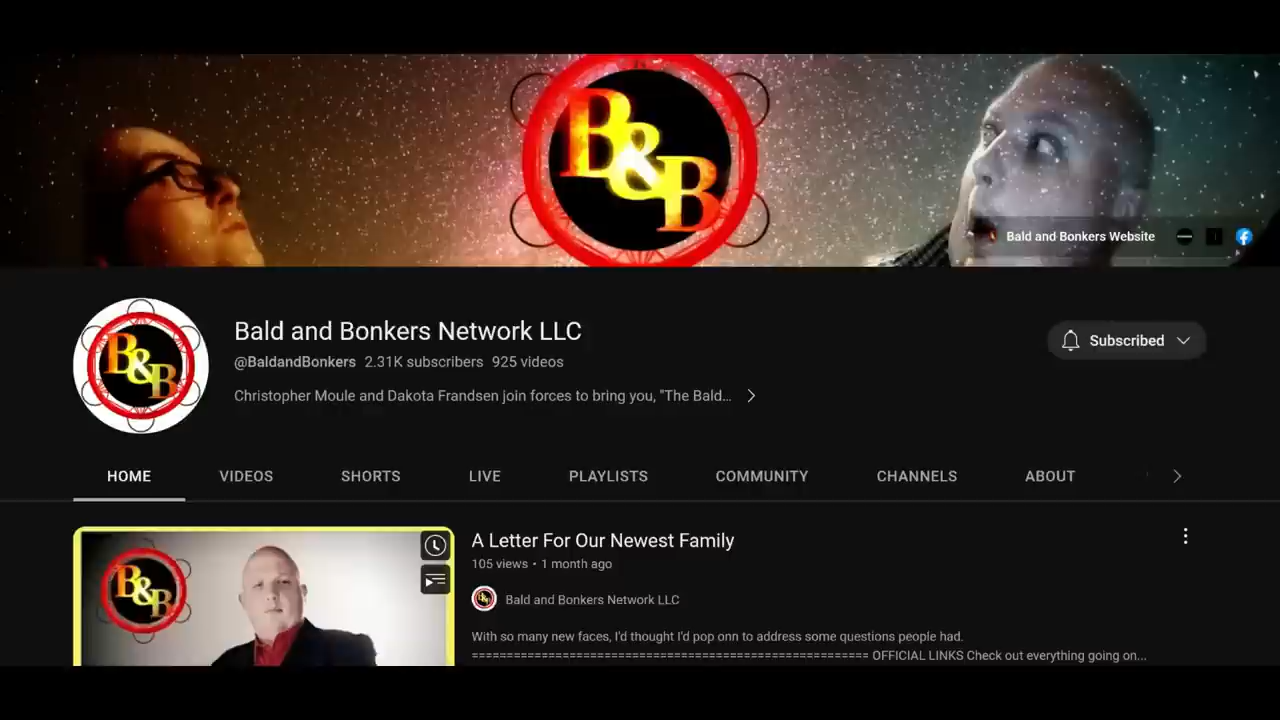 B&B
Bald and Bonkers Website
B&B
Bald and Bonkers Network LLC
@BaldandBonkers 2.31K subscribers 925 videos
Subscribed
Christopher Moule and Dakota Frandsen join forces to bring you, "The Bald...
HOME VIDEOS SHORTS LIVE PLAYLISTS COMMUNITY CHANNELS ABOUT
B&B
A Letter For Our Newest Family
105 views • 1 month ago
B&B
Bald and Bonkers Network LLC
With so many new faces, I'd thought I'd pop onn to address some questions people had.
======================================================== OFFICIAL LINKS Check out everything going on...